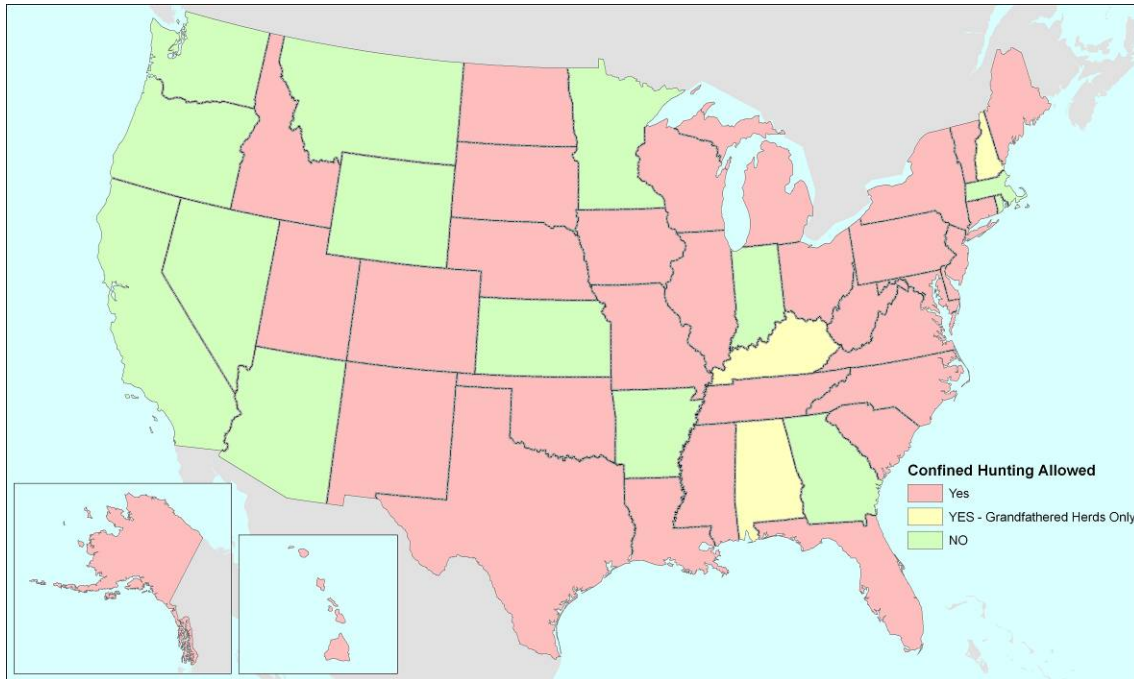 Confined Hunting Allowed
Yes
YES - Grandfathered Herds Only
NO